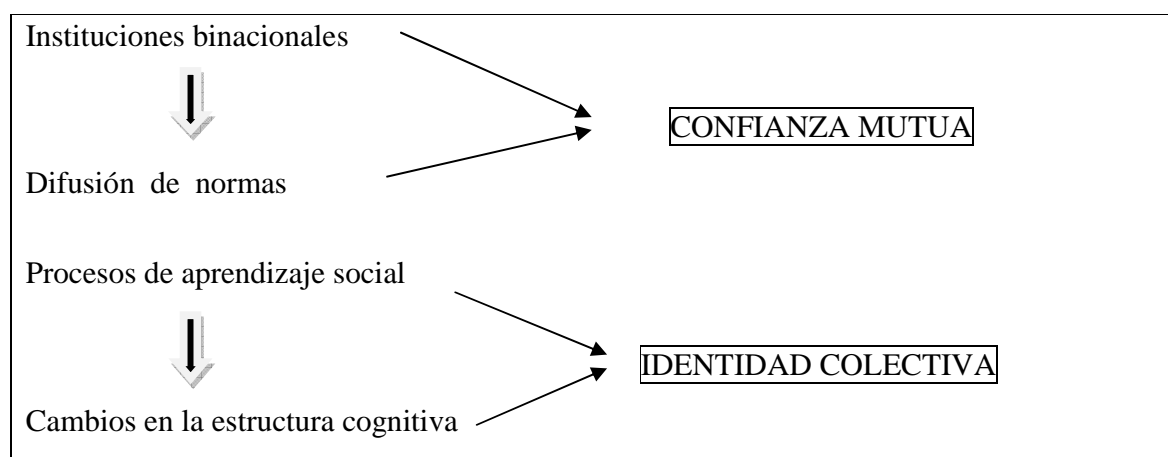 Instituciones binacionales
CONFIANZA MUTUA
Difusión de normas
Procesos de aprendizaje social
IDENTIDAD COLECTIVA
Cambios en la estructura cognitiva